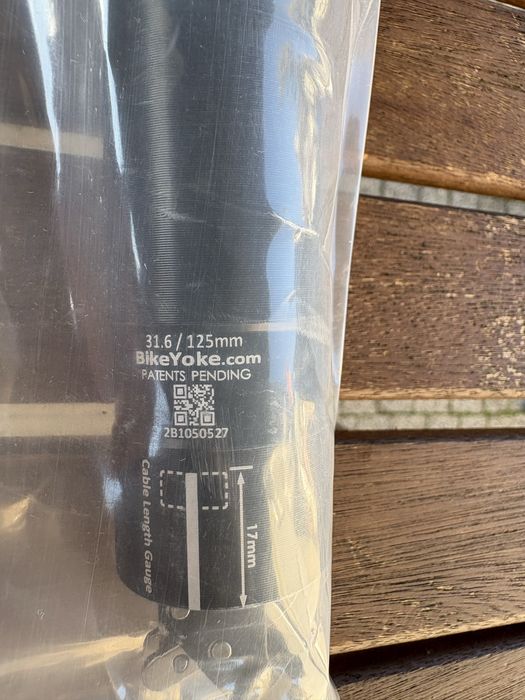 31.6 / 125mm
BikeYoke.com
PATENTS PENDING
2B1050527
Cable Length Gauge
17mm